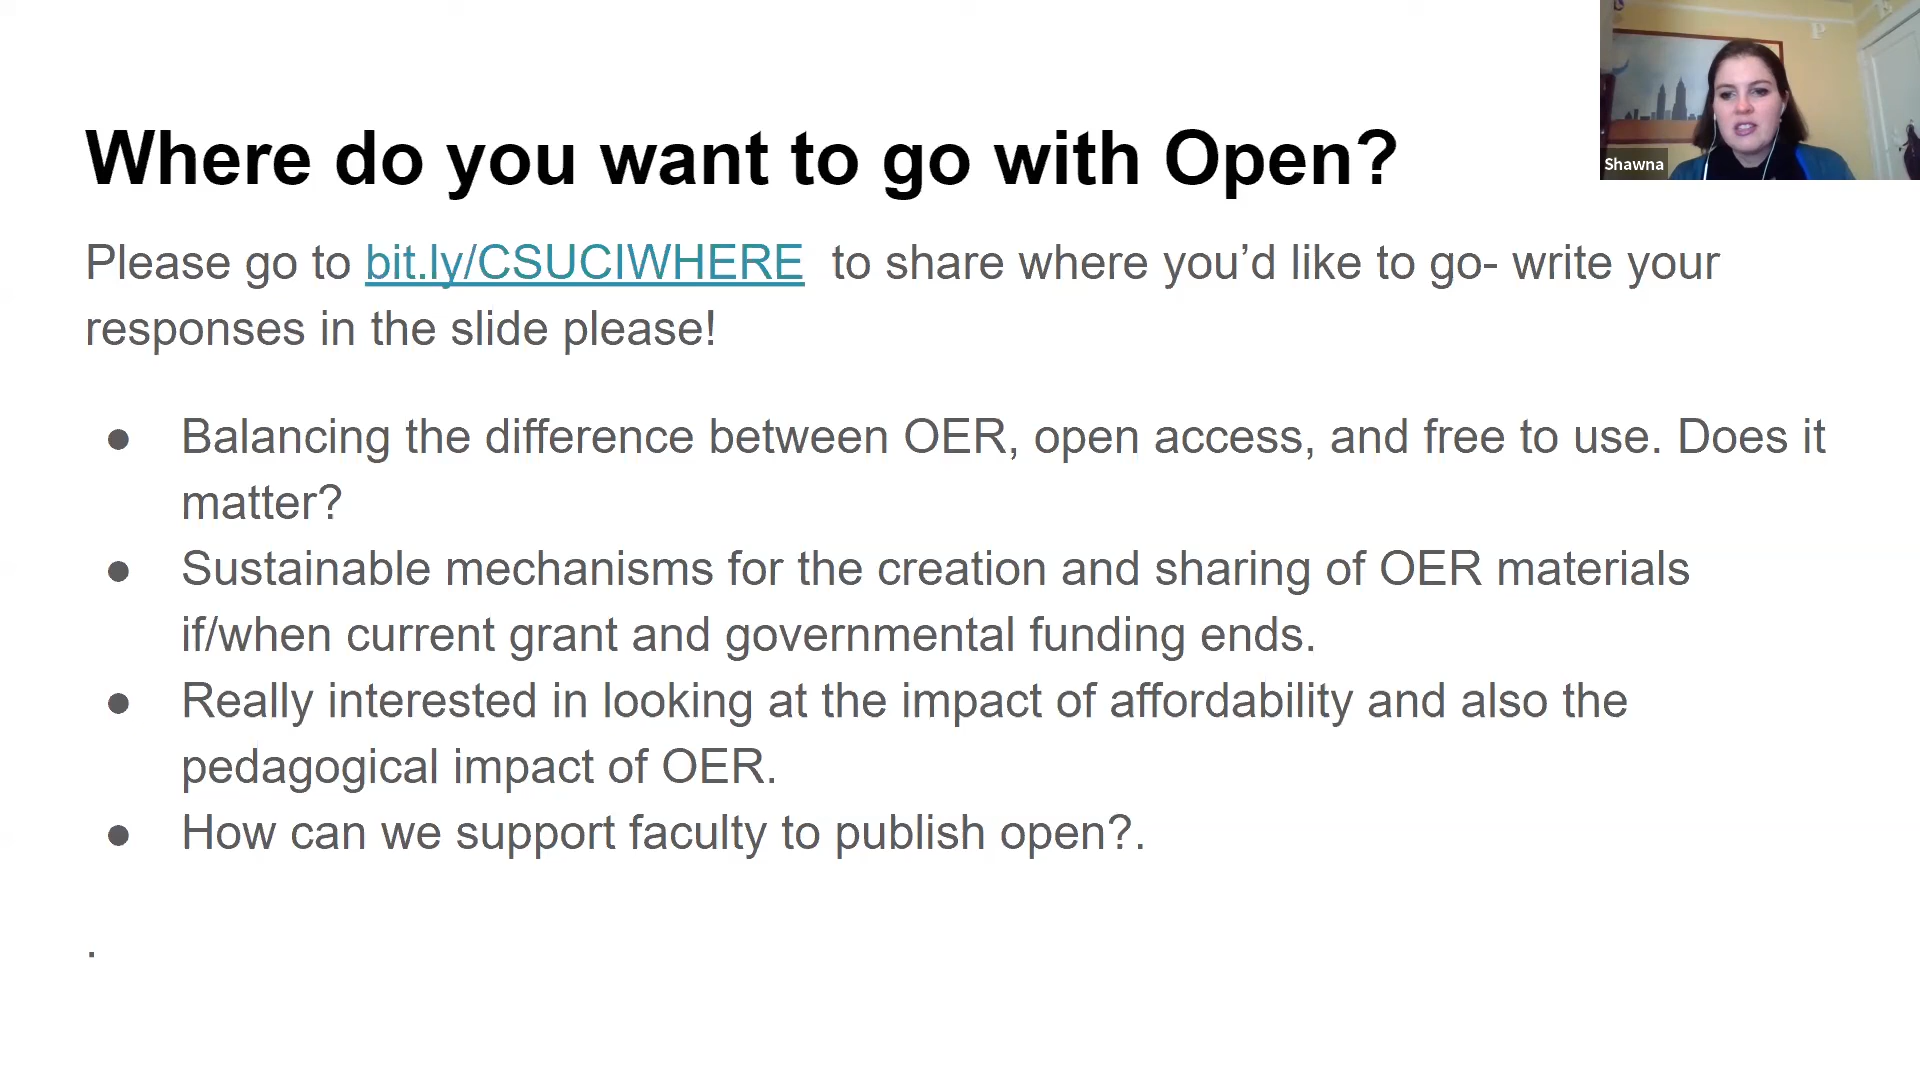 Where do you want to go with Open?
Shawna
Please go to bit.ly/CSUCIWHERE to share where you’d like to go- write your
responses in the slide please!
● Balancing the difference between OER, open access, and free to use. Does it
matter?
● Sustainable mechanisms for the creation and sharing of OER materials
if/when current grant and governmental funding ends.
● Really interested in looking at the impact of affordability and also the
pedagogical impact of OER.
● How can we support faculty to publish open?.
.